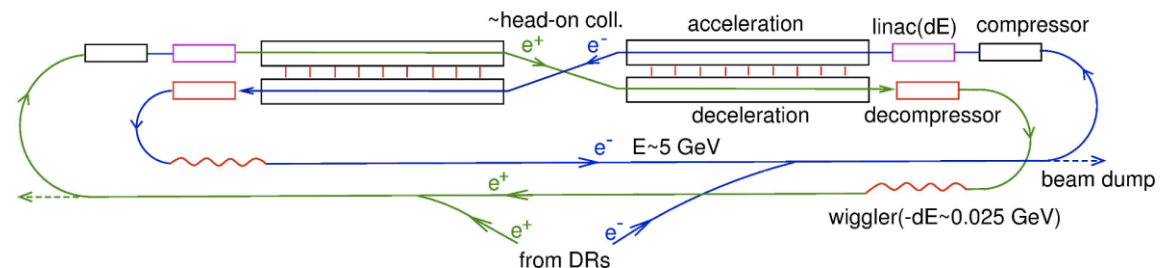 ~head-on coll.
acceleration
linac(dE)
compressor
e⁺
e⁻
deceleration
decompressor
e⁻
E~5 GeV
e⁺
beam dump
wiggler(-dE~0.025 GeV)
e⁺
e⁻
from DRs